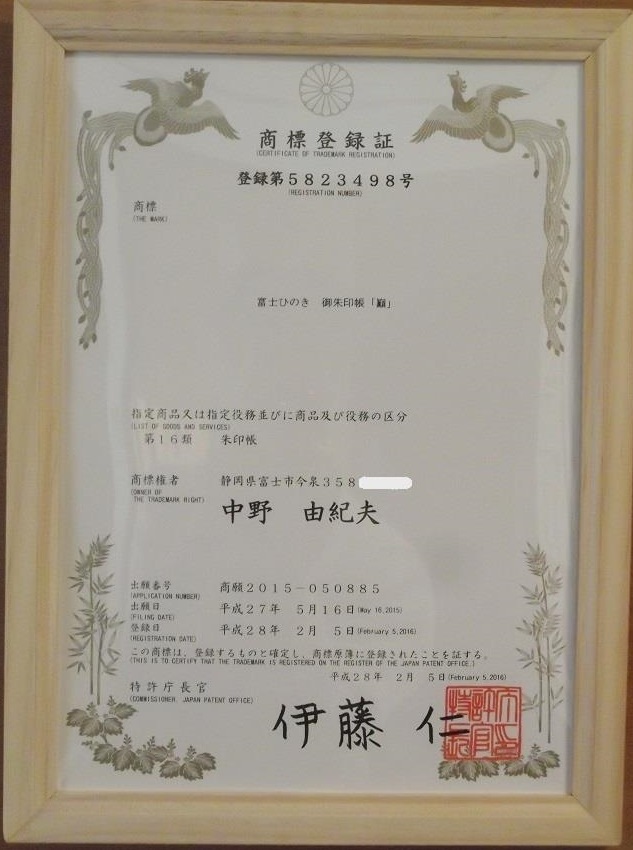 商標登録証
(CERTIFICATE OF TRADEMARK REGISTRATION)
登録第5823498号
(REGISTRATION NUMBER)
商標
(THE MARK)
富士ひのき　御朱印帳「巓」
指定商品又は指定役務並びに商品及び役務の区分
(LIST OF GOODS AND SERVICES)
第16類　朱印帳
商標権者
(OWNER OF THE TRADEMARK RIGHT)
静岡県富士市今泉358
中野　由紀夫
出願番号
(APPLICATION NUMBER)
商願2015-050885
出願日
(FILING DATE)
平成27年　5月16日(May 16,2015)
登録日
(REGISTRATION DATE)
平成28年　2月　5日(February 5,2016)
この商標は、登録するものと確定し、商標原簿に登録されたことを証する。
(THIS IS TO CERTIFY THAT THE TRADEMARK IS REGISTERED ON THE REGISTER OF THE JAPAN PATENT OFFICE.)
平成28年　2月　5日(February 5,2016)
特許庁長官
(COMMISSIONER, JAPAN PATENT OFFICE)
伊藤　仁